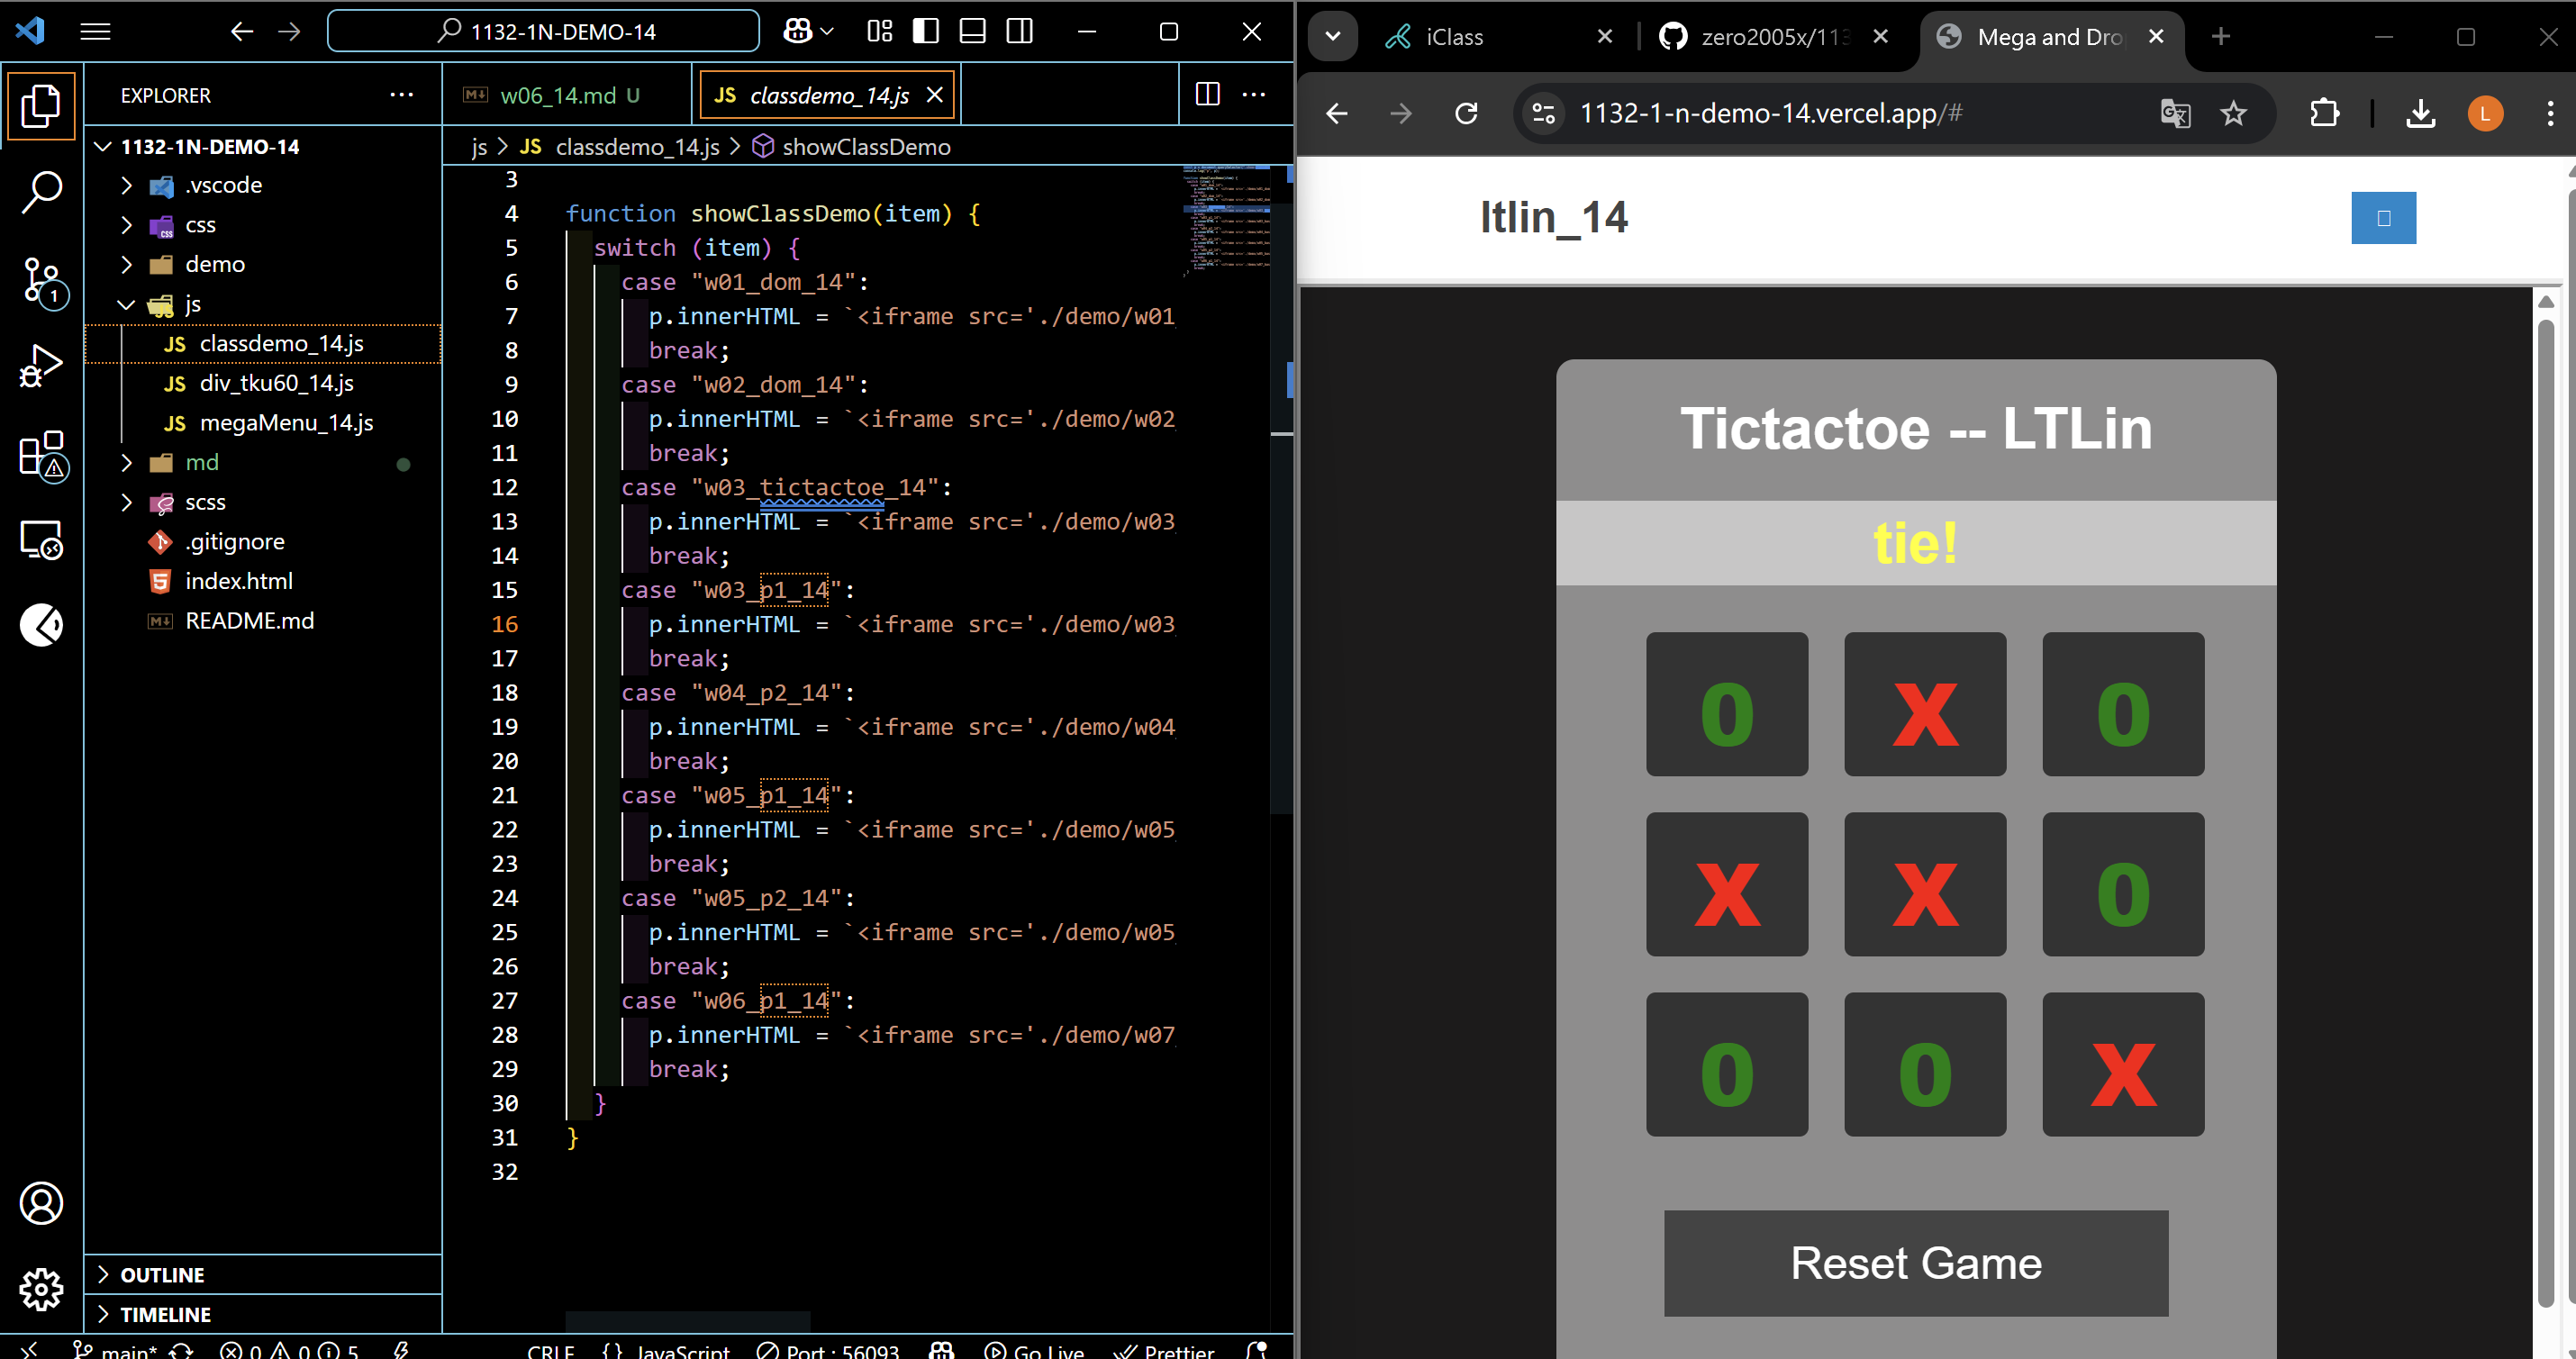 1132-1N-DEMO-14
EXPLORER
1132-1N-DEMO-14
.vscode
css
demo
js
JS classdemo_14.js
JS div_tku60_14.js
JS megaMenu_14.js
md
scss
.gitignore
index.html
README.md
OUTLINE
TIMELINE
1
w06_14.md U
JS classdemo_14.js
js > JS classdemo_14.js > showClassDemo
3
4 function showClassDemo(item) {
5 switch (item) {
6 case "w01_dom_14":
7 p.innerHTML = `<iframe src='./demo/w01
8 break;
9 case "w02_dom_14":
10 p.innerHTML = `<iframe src='./demo/w02
11 break;
12 case "w03_tictactoe_14":
13 p.innerHTML = `<iframe src='./demo/w03
14 break;
15 case "w03_p1_14":
16 p.innerHTML = `<iframe src='./demo/w03
17 break;
18 case "w04_p2_14":
19 p.innerHTML = `<iframe src='./demo/w04
20 break;
21 case "w05_p1_14":
22 p.innerHTML = `<iframe src='./demo/w05
23 break;
24 case "w05_p2_14":
25 p.innerHTML = `<iframe src='./demo/w05
26 break;
27 case "w06_p1_14":
28 p.innerHTML = `<iframe src='./demo/w07
29 break;
30 }
31 }
32
main* 0 0 5 CRLF {} JavaScript Port : 56093 Go Live Prettier
iClass
zero2005x/113
Mega and Dro
1132-1-n-demo-14.vercel.app/#
L
ltlin_14
Tictactoe -- LTLin
tie!
O X O
X X O
O O X
Reset Game